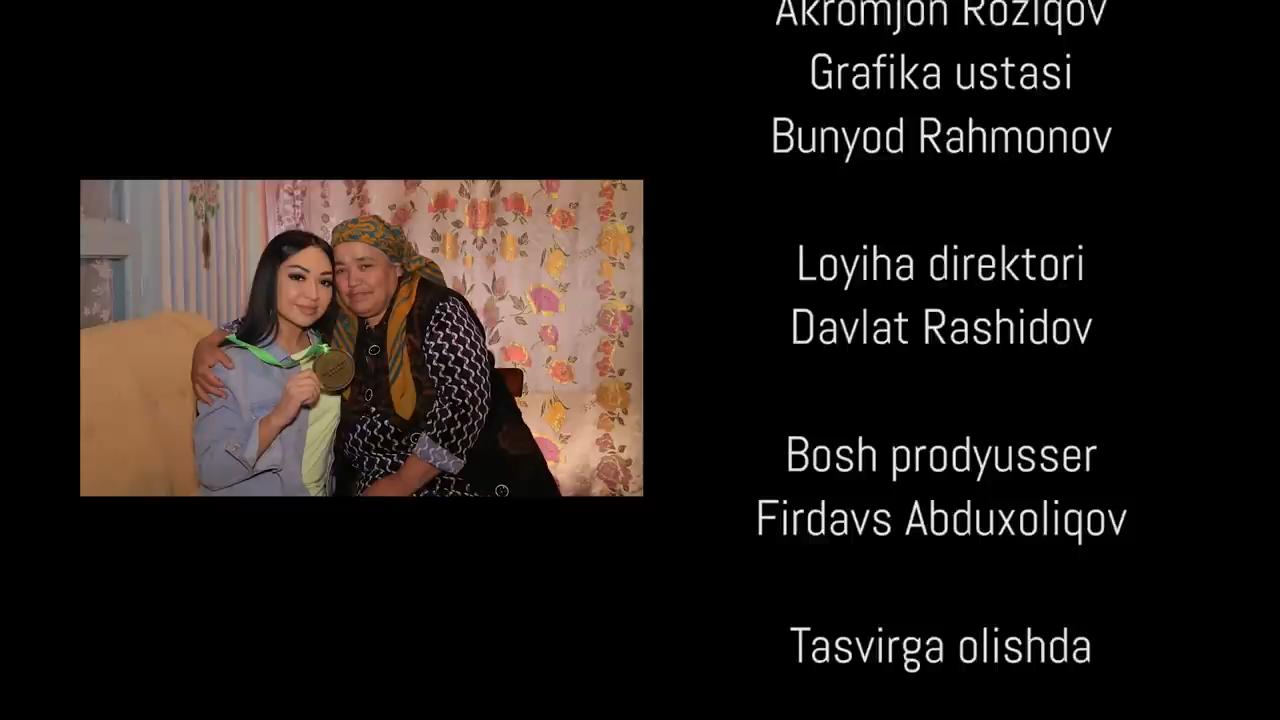 Akromjon Roziqov
Grafika ustasi
Bunyod Rahmonov
Loyiha direktori
Davlat Rashidov
Bosh prodyusser
Firdavs Abduxoliqov
Tasvirga olishda